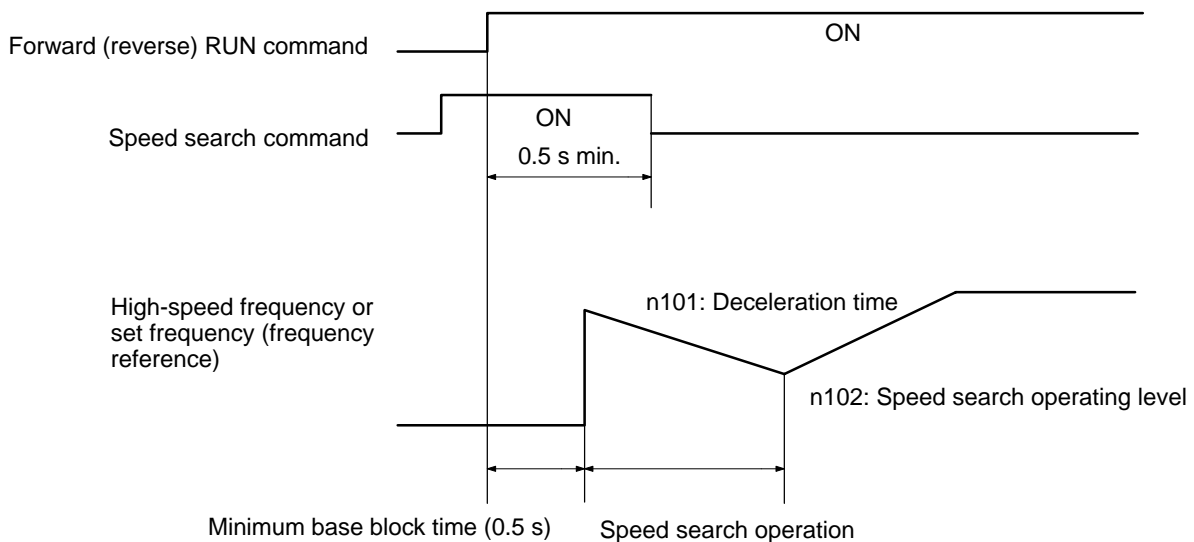 Forward (reverse) RUN command
ON
Speed search command
ON
0.5 s min.
High-speed frequency or
set frequency (frequency
reference)
n101: Deceleration time
n102: Speed search operating level
Minimum base block time (0.5 s)
Speed search operation